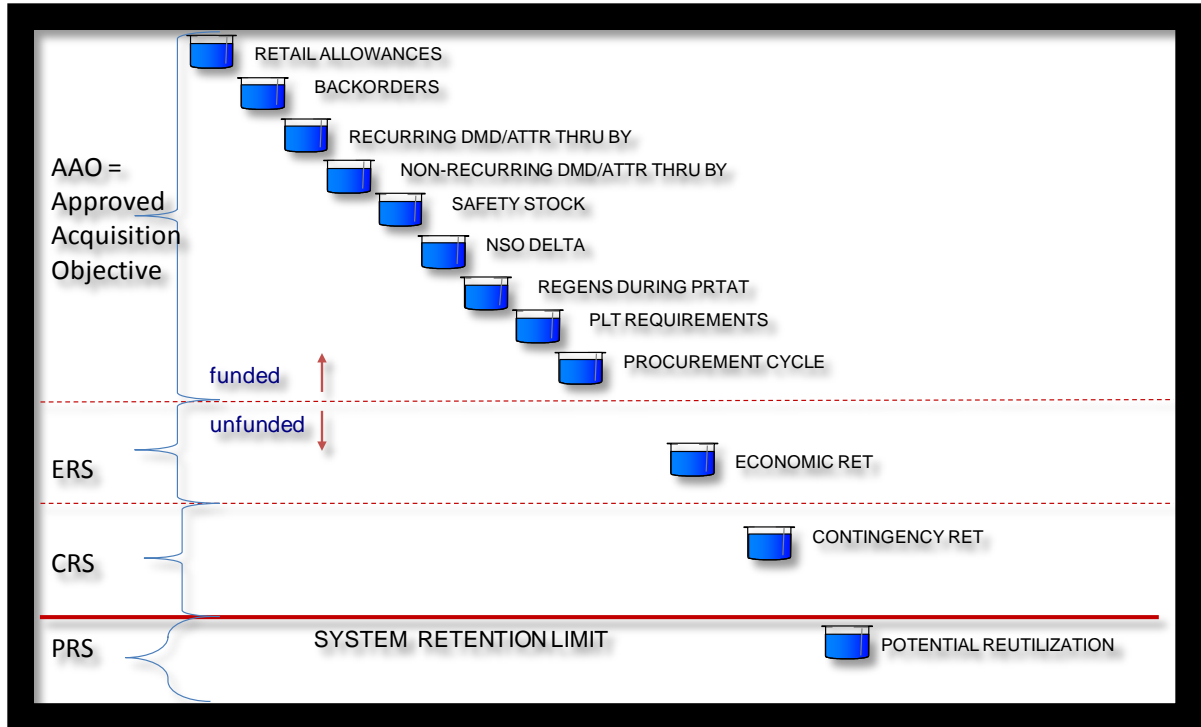 RETAIL ALLOWANCES
BACKORDERS
RECURRING DMD/ATTR THRU BY
NON-RECURRING DMD/ATTR THRU BY
SAFETY STOCK
NSO DELTA
REGENS DURING PRTAT
PLT REQUIREMENTS
PROCUREMENT CYCLE
AAO =
Approved
Acquisition
Objective
funded
unfunded
ERS
ECONOMIC RET
CRS
CONTINGENCY RET
PRS
SYSTEM RETENTION LIMIT
POTENTIAL REUTILIZATION